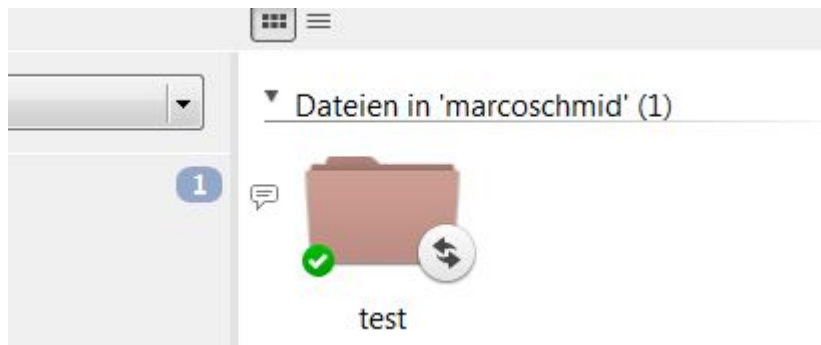 Dateien in 'marcoschmid' (1)
1
test